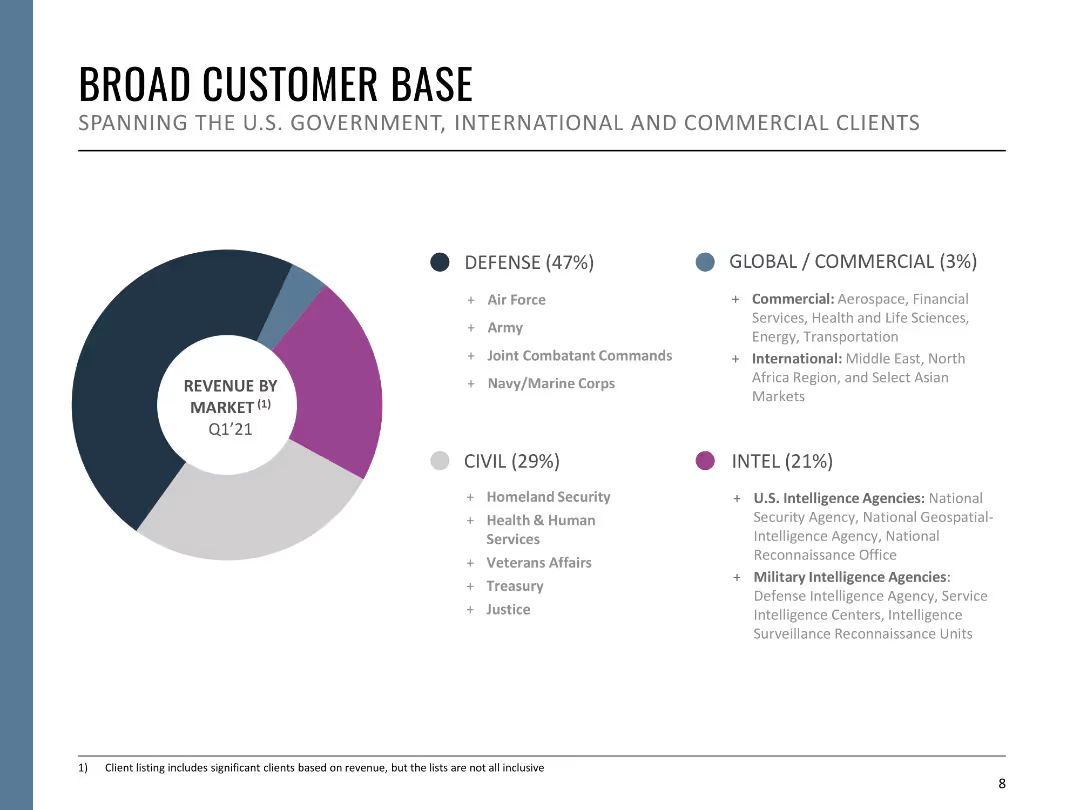 BROAD CUSTOMER BASE
SPANNING THE U.S. GOVERNMENT, INTERNATIONAL AND COMMERCIAL CLIENTS
REVENUE BY
MARKET (1)
Q1’21
DEFENSE (47%)
+ Air Force
+ Army
+ Joint Combatant Commands
+ Navy/Marine Corps
GLOBAL / COMMERCIAL (3%)
+ Commercial: Aerospace, Financial
Services, Health and Life Sciences,
Energy, Transportation
+ International: Middle East, North
Africa Region, and Select Asian
Markets
CIVIL (29%)
+ Homeland Security
+ Health & Human
Services
+ Veterans Affairs
+ Treasury
+ Justice
INTEL (21%)
+ U.S. Intelligence Agencies: National
Security Agency, National Geospatial-
Intelligence Agency, National
Reconnaissance Office
+ Military Intelligence Agencies:
Defense Intelligence Agency, Service
Intelligence Centers, Intelligence
Surveillance Reconnaissance Units
1) Client listing includes significant clients based on revenue, but the lists are not all inclusive
8